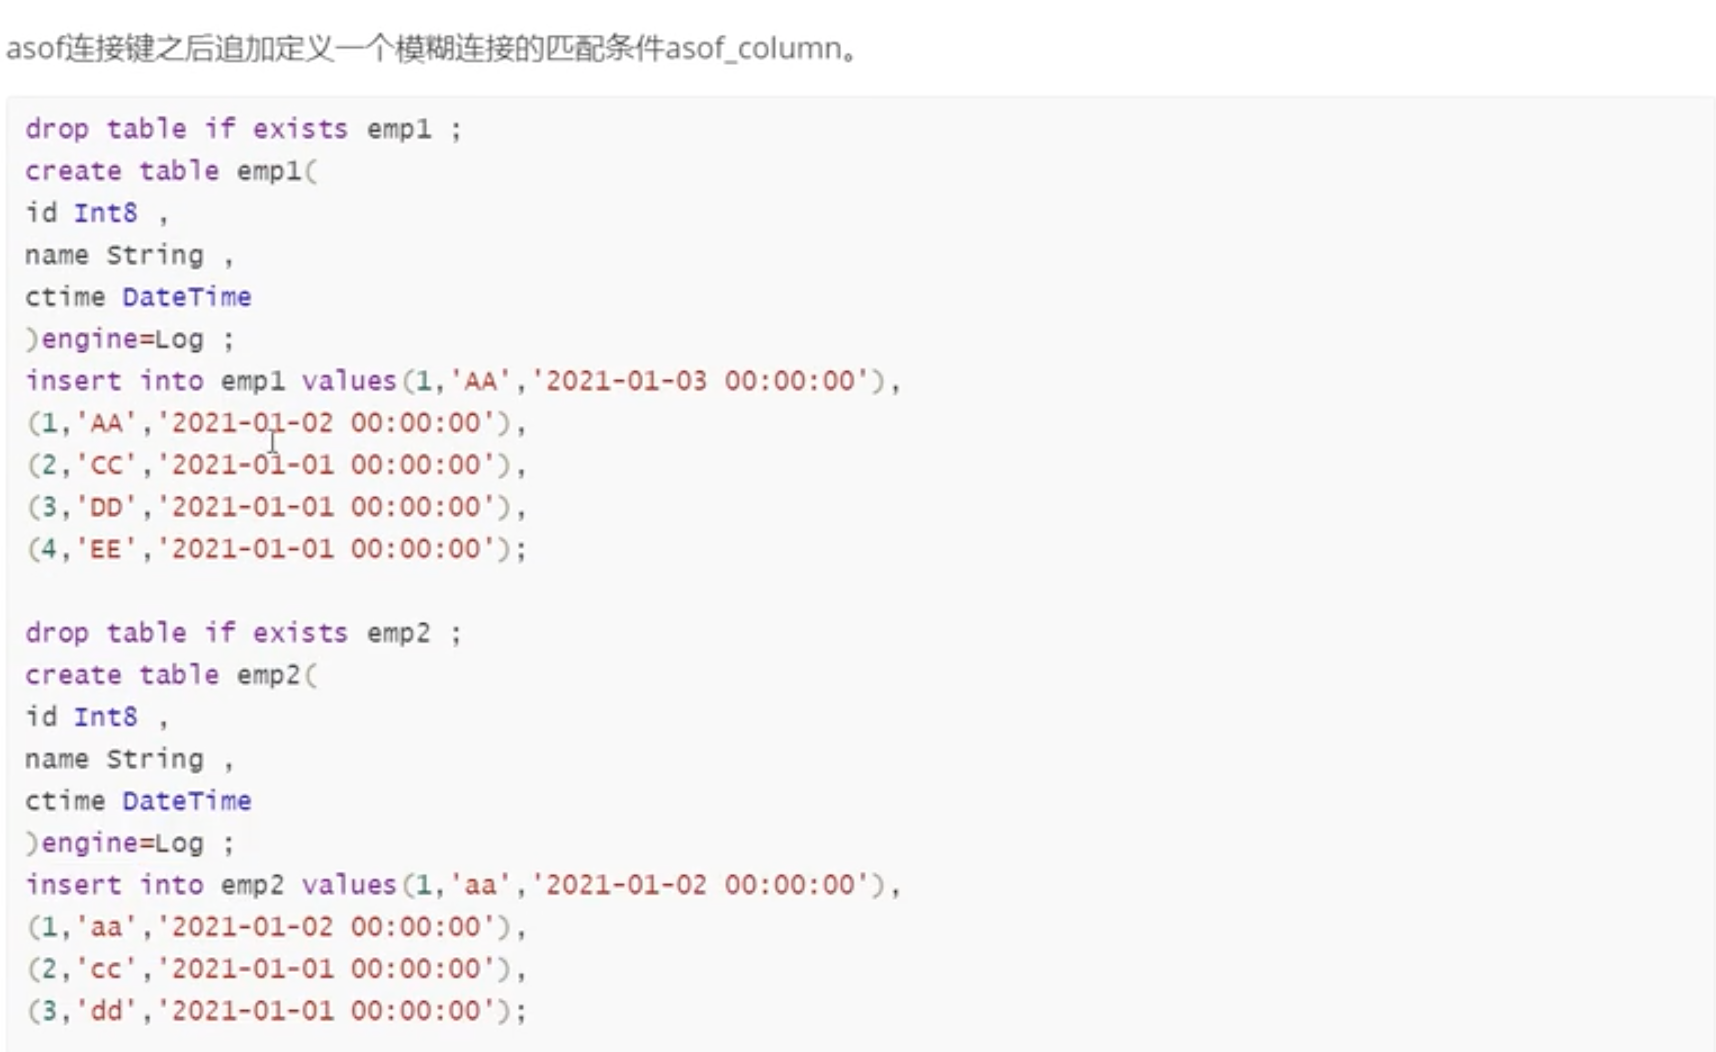 asof连接键之后追加定义一个模糊连接的匹配条件asof_column。
drop table if exists emp1 ;
create table emp1(
id Int8 ,
name String ,
ctime DateTime
)engine=Log ;
insert into emp1 values(1,'AA','2021-01-03 00:00:00'),
(1,'AA','2021-01-02 00:00:00'),
(2,'CC','2021-01-01 00:00:00'),
(3,'DD','2021-01-01 00:00:00'),
(4,'EE','2021-01-01 00:00:00');
drop table if exists emp2 ;
create table emp2(
id Int8 ,
name String ,
ctime DateTime
)engine=Log ;
insert into emp2 values(1,'aa','2021-01-02 00:00:00'),
(1,'aa','2021-01-02 00:00:00'),
(2,'cc','2021-01-01 00:00:00'),
(3,'dd','2021-01-01 00:00:00');